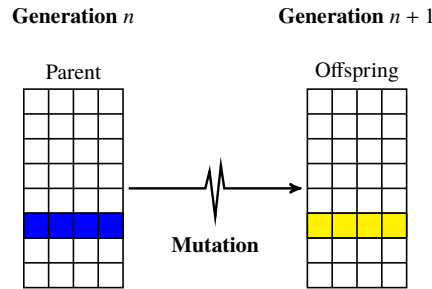 Generation n Generation n + 1
Parent Offspring
Mutation